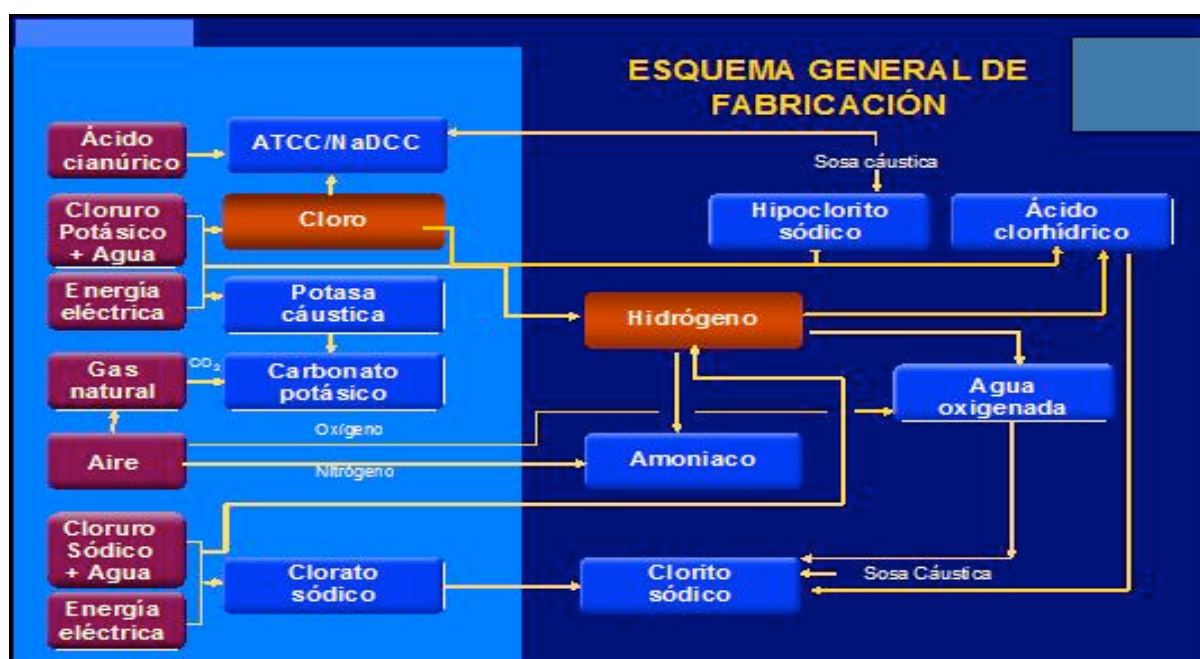 ESQUEMA GENERAL DE
FABRICACIÓN
Ácido
cianúrico
ATCC/NaDCC
Sosa cáustica
Cloruro
Potásico
+ Agua
Cloro
Hipoclorito
sódico
Ácido
clorhídrico
Energía
eléctrica
Potasa
cáustica
Hidrógeno
Gas
natural
CO₂
Carbonato
potásico
Agua
oxigenada
Oxígeno
Aire
Nitrógeno
Amoniaco
Cloruro
Sódico
+ Agua
Clorato
sódico
Clorito
sódico
Sosa Cáustica
Energía
eléctrica